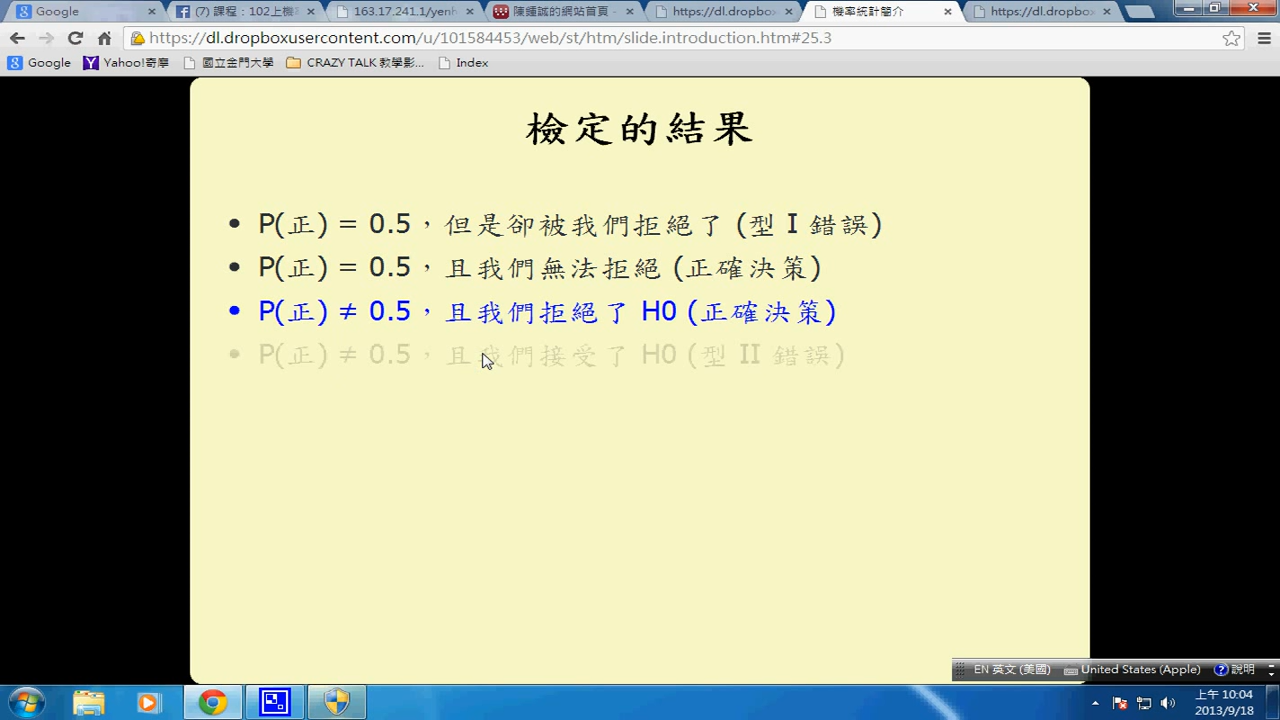 Google
(7) 課程：102上機
163.17.241.1/yenh
陳鍾誠的網站首頁 -
https://dl.dropbo
機率統計簡介
https://dl.dropbo
https://dl.dropboxusercontent.com/u/101584453/web/st/htm/slide.introduction.htm#25.3
Google
Yahoo!奇摩
國立金門大學
CRAZY TALK 教學影...
Index
檢定的結果
• P(正) = 0.5，但是卻被我們拒絕了 (型 I 錯誤)
• P(正) = 0.5，且我們無法拒絕 (正確決策)
• P(正) ≠ 0.5，且我們拒絕了 H0 (正確決策)
• P(正) ≠ 0.5，且我們接受了 H0 (型 II 錯誤)
EN 英文 (美國)
United States (Apple)
說明
上午 10:04
2013/9/18